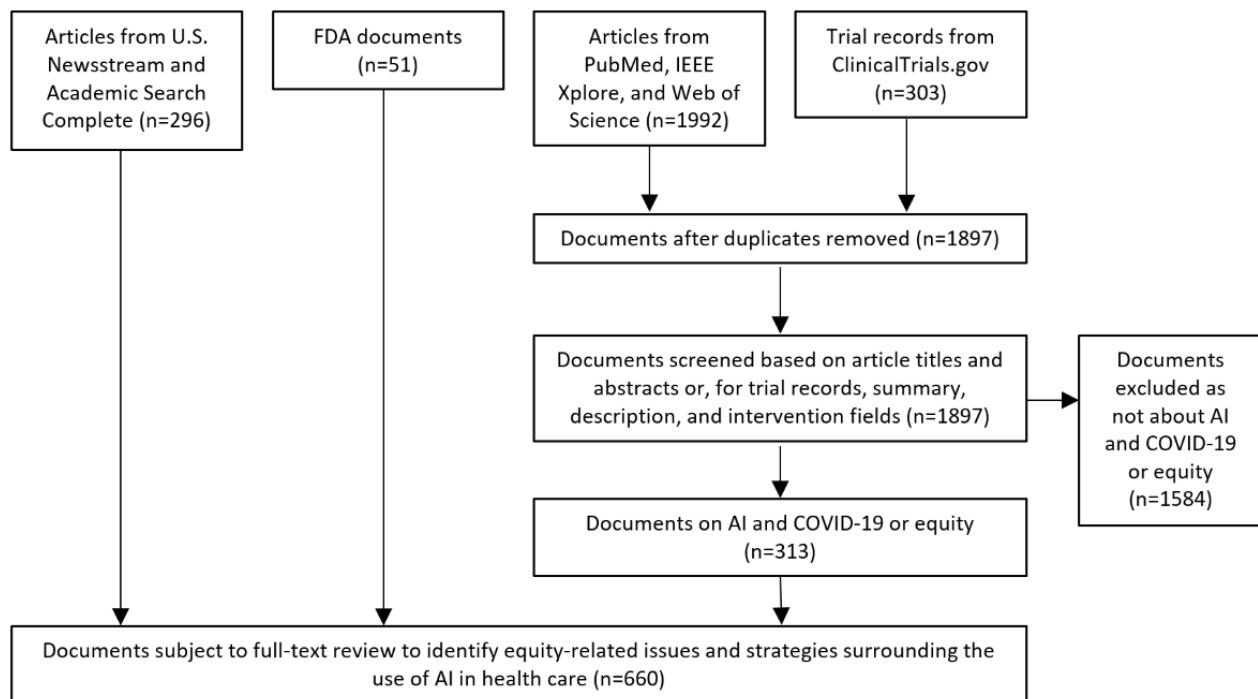 Articles from U.S.
Newsstream and
Academic Search
Complete (n=296)
FDA documents
(n=51)
Articles from
PubMed, IEEE
Xplore, and Web of
Science (n=1992)
Trial records from
ClinicalTrials.gov
(n=303)
Documents after duplicates removed (n=1897)
Documents screened based on article titles and
abstracts or, for trial records, summary,
description, and intervention fields (n=1897)
Documents
excluded as
not about AI
and COVID-19
or equity
(n=1584)
Documents on AI and COVID-19 or equity
(n=313)
Documents subject to full-text review to identify equity-related issues and strategies surrounding the
use of AI in health care (n=660)